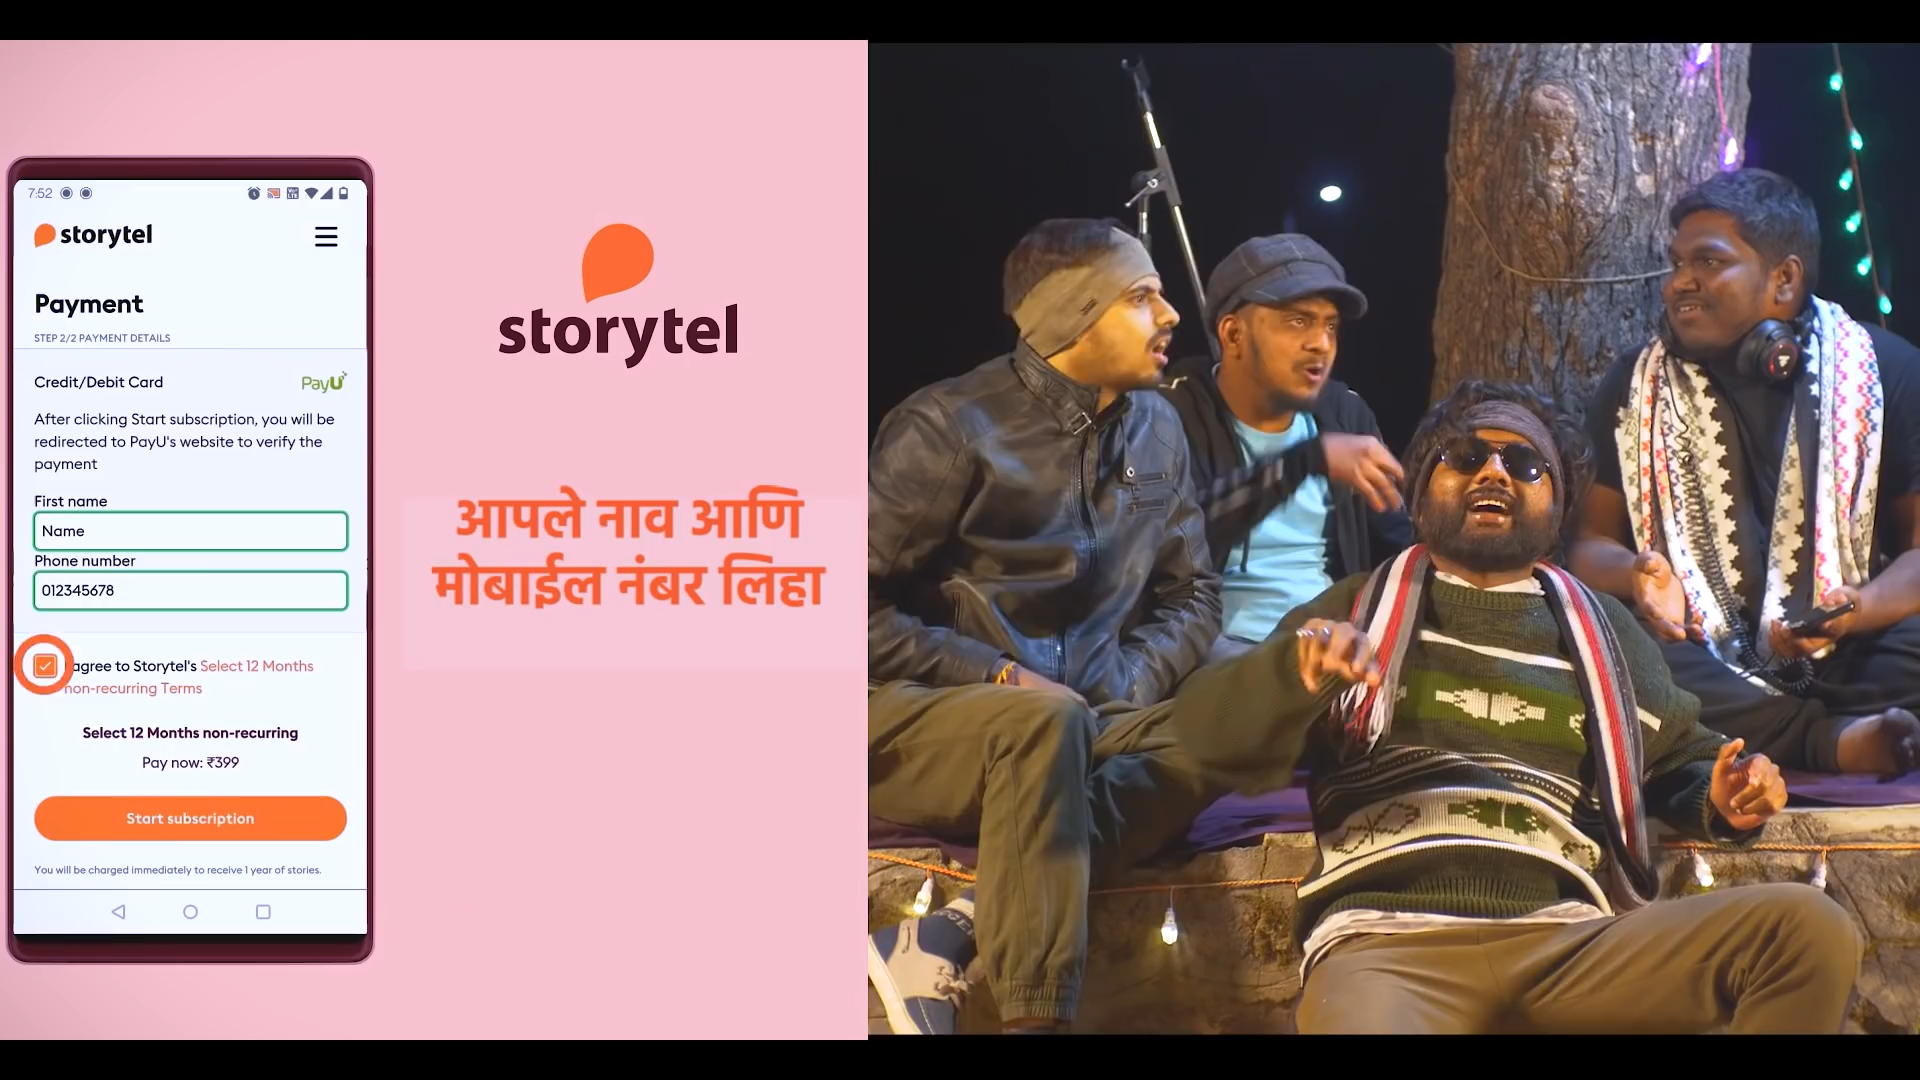 7:52
storytel
Payment
STEP 2/2 PAYMENT DETAILS
Credit/Debit Card
PayU
After clicking Start subscription, you will be
redirected to PayU's website to verify the
payment
First name
Name
Phone number
012345678
agree to Storytel's Select 12 Months
non-recurring Terms
Select 12 Months non-recurring
Pay now: ₹399
Start subscription
You will be charged immediately to receive 1 year of stories.
storytel
आपले नाव आणि
मोबाईल नंबर लिहा